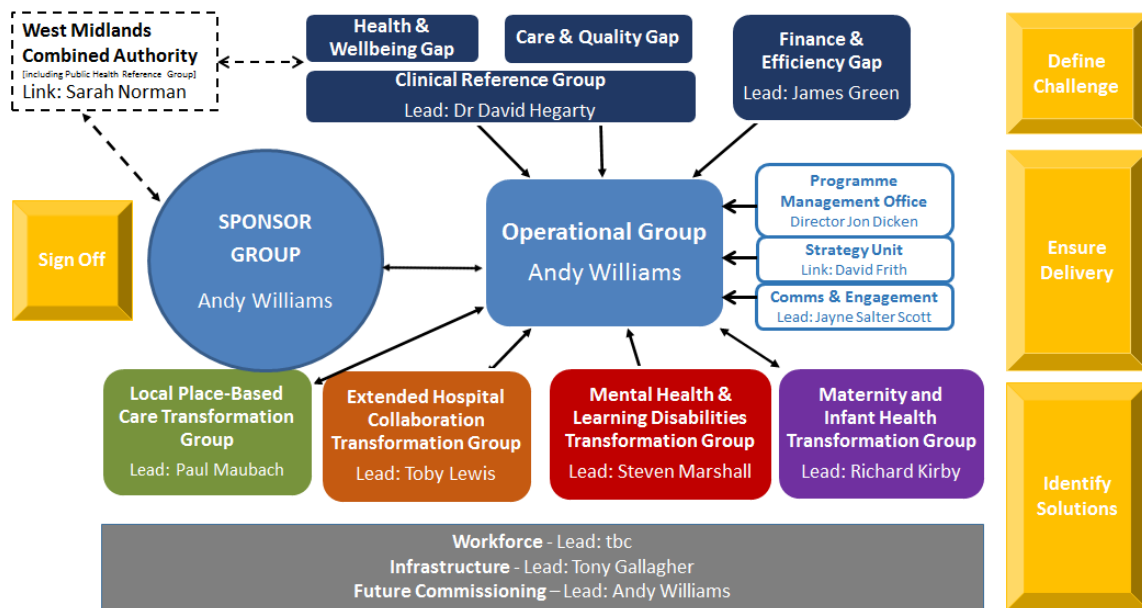 West Midlands
Combined Authority
[including Public Health Reference Group]
Link: Sarah Norman
Health &
Wellbeing Gap
Care & Quality Gap
Clinical Reference Group
Lead: Dr David Hegarty
Finance &
Efficiency Gap
Lead: James Green
Define
Challenge
Sign Off
SPONSOR
GROUP
Andy Williams
Operational Group
Andy Williams
Programme
Management Office
Director Jon Dicken
Strategy Unit
Link: David Frith
Comms & Engagement
Lead: Jayne Salter Scott
Ensure
Delivery
Local Place-Based
Care Transformation
Group
Lead: Paul Maubach
Extended Hospital
Collaboration
Transformation Group
Lead: Toby Lewis
Mental Health &
Learning Disabilities
Transformation Group
Lead: Steven Marshall
Maternity and
Infant Health
Transformation Group
Lead: Richard Kirby
Identify
Solutions
Workforce - Lead: tbc
Infrastructure - Lead: Tony Gallagher
Future Commissioning – Lead: Andy Williams